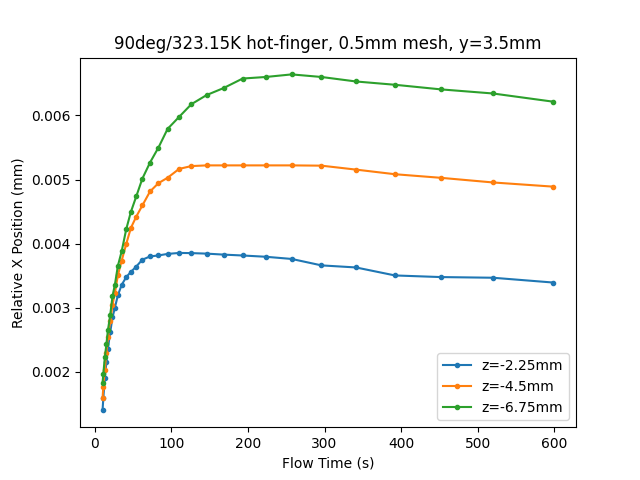 90deg/323.15K hot-finger, 0.5mm mesh, y=3.5mm
Relative X Position (mm)
0.006
0.005
0.004
0.003
0.002
z=-2.25mm
z=-4.5mm
z=-6.75mm
0 100 200 300 400 500 600
Flow Time (s)